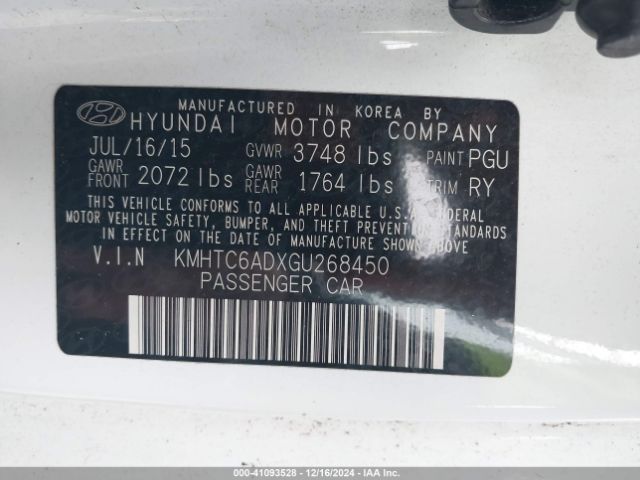 MANUFACTURED IN KOREA BY
HYUNDAI MOTOR COMPANY
JUL/16/15 GVWR 3748 lbs PAINT PGU
GAWR FRONT 2072 lbs GAWR REAR 1764 lbs TRIM RY
THIS VEHICLE CONFORMS TO ALL APPLICABLE U.S.A. FEDERAL
MOTOR VEHICLE SAFETY, BUMPER, AND THEFT PREVENTION STANDARDS
IN EFFECT ON THE DATE OF MANUFACTURE SHOWN ABOVE.
V.I.N KMHTC6ADXGU268450
PASSENGER CAR
000-41093528 - 12/16/2024 - IAA Inc.